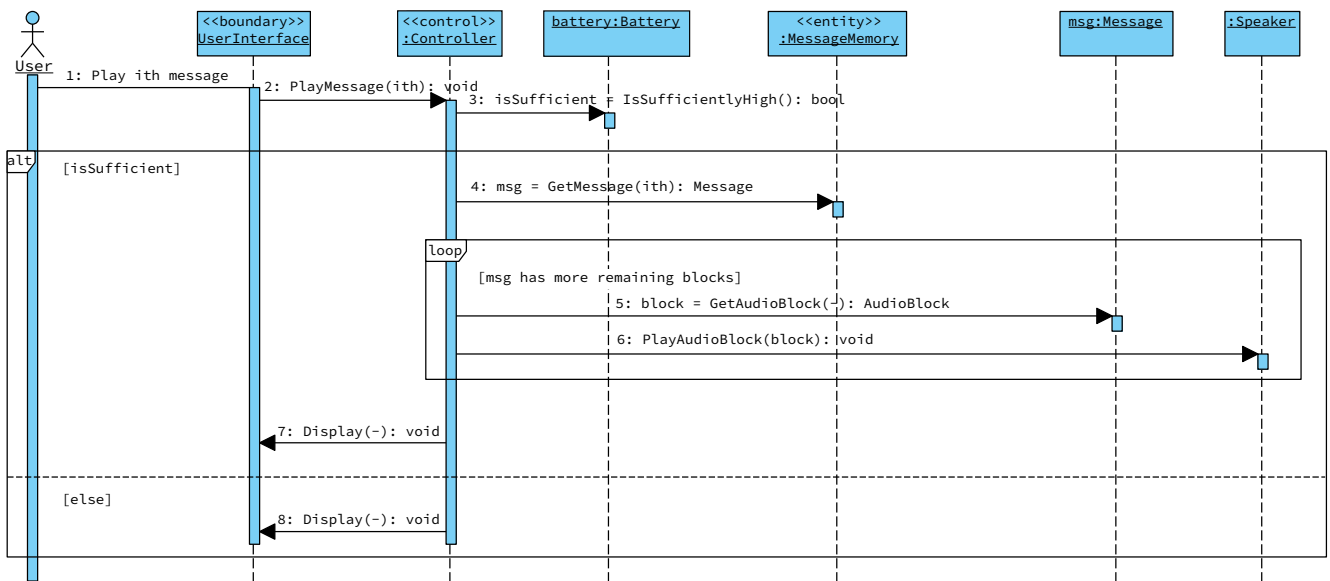 <<boundary>>
UserInterface
<<control>>
:Controller
battery:Battery
<<entity>>
:MessageMemory
msg:Message
:Speaker
User
1: Play ith message
2: PlayMessage(ith): void
3: isSufficient = IsSufficientlyHigh(): bool
alt
[isSufficient]
4: msg = GetMessage(ith): Message
loop
[msg has more remaining blocks]
5: block = GetAudioBlock(-): AudioBlock
6: PlayAudioBlock(block): void
7: Display(-): void
[else]
8: Display(-): void